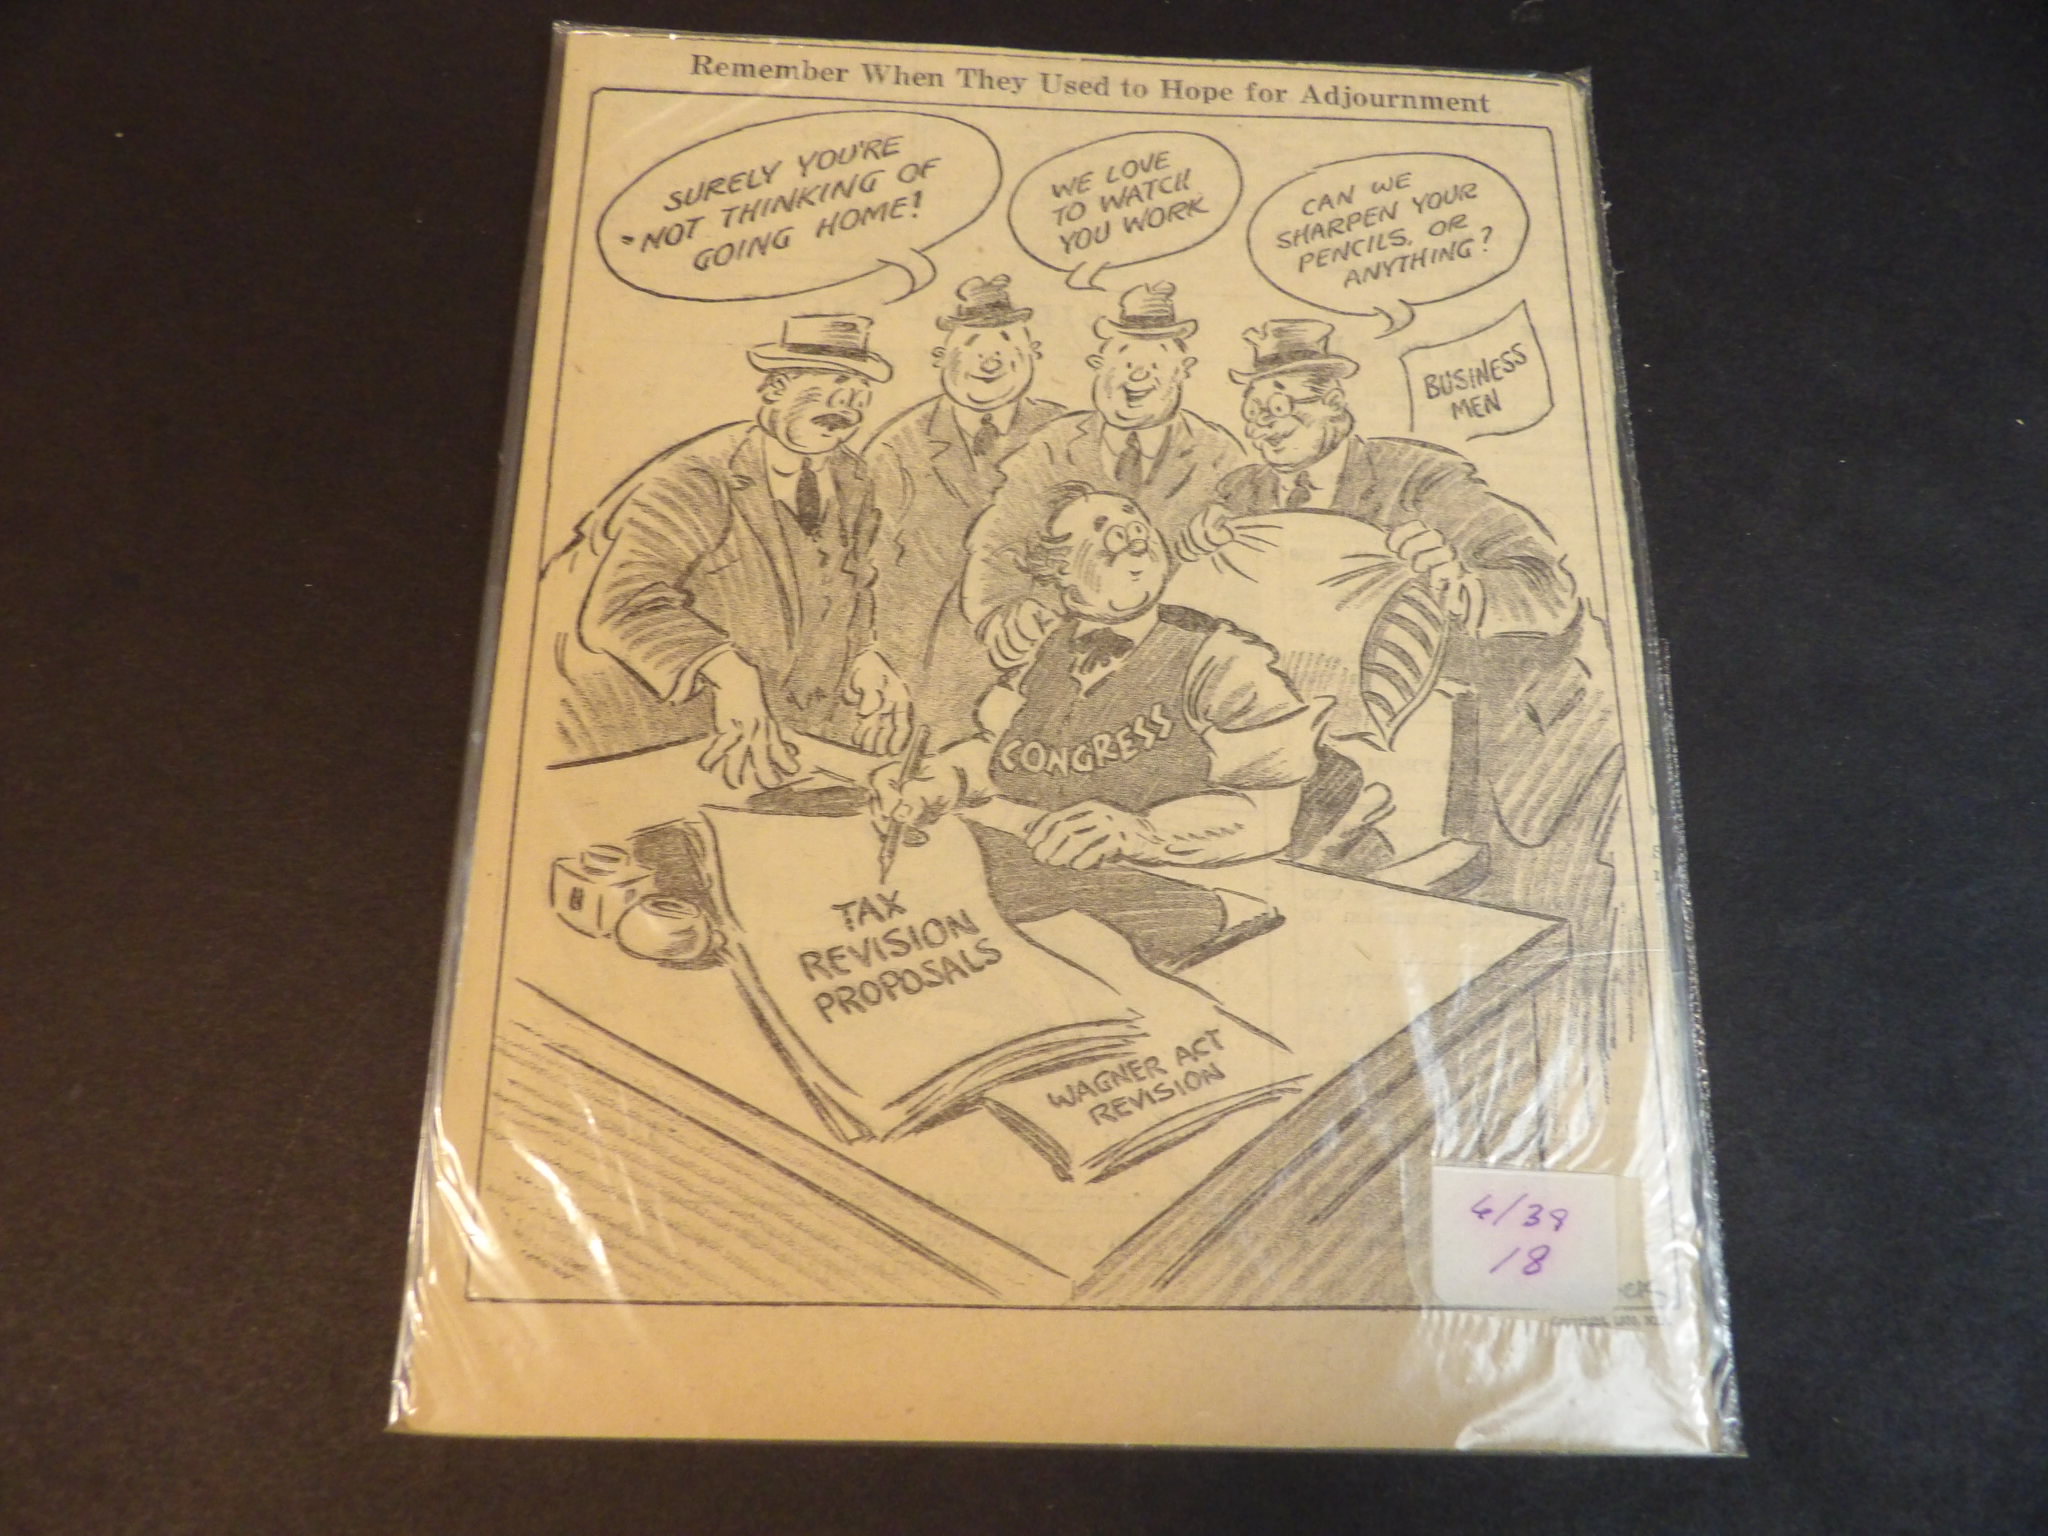 Remember When They Used to Hope for Adjournment
SURELY YOU'RE
NOT THINKING OF
GOING HOME!
WE LOVE
TO WATCH
YOU WORK
CAN WE
SHARPEN YOUR
PENCILS, OR
ANYTHING?
BUSINESS
MEN
CONGRESS
TAX
REVISION
PROPOSALS
WAGNER ACT
REVISION
6/39
18